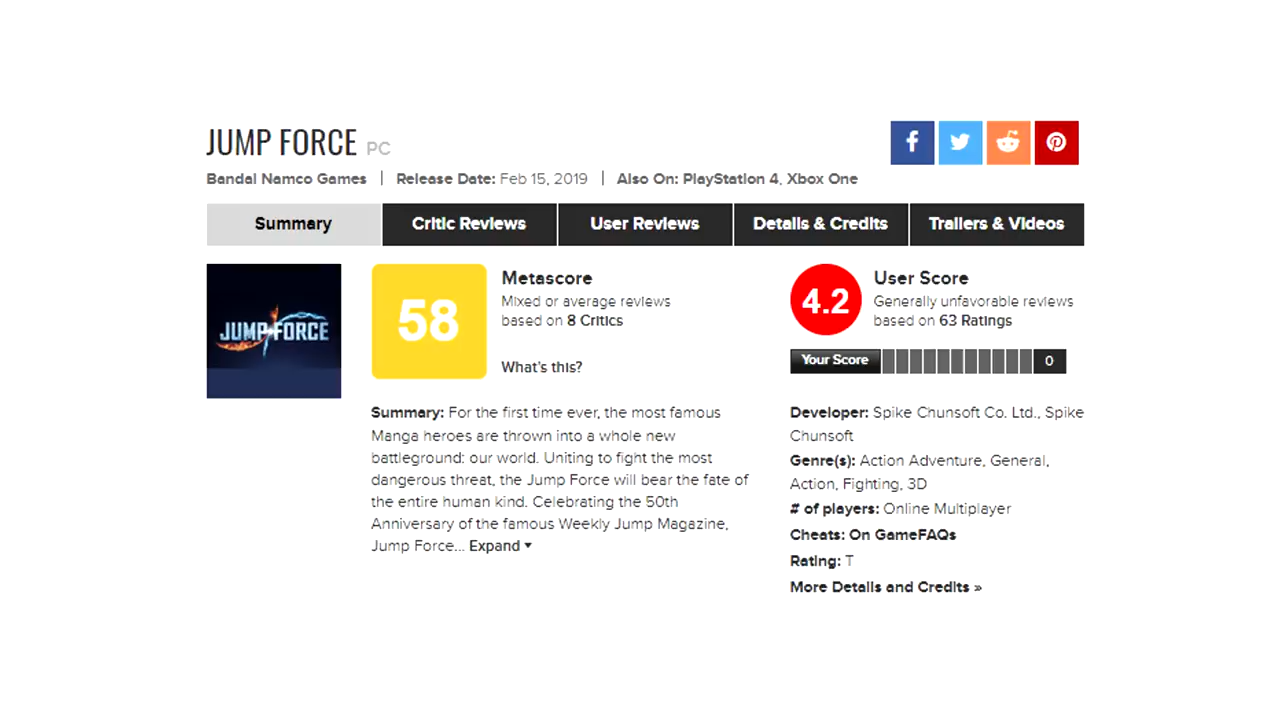 JUMP FORCE PC
Bandai Namco Games | Release Date: Feb 15, 2019 | Also On: PlayStation 4, Xbox One
Summary Critic Reviews User Reviews Details & Credits Trailers & Videos
JUMP FORCE
58
Metascore
Mixed or average reviews
based on 8 Critics
What's this?
4.2
User Score
Generally unfavorable reviews
based on 63 Ratings
Your Score 0
Summary: For the first time ever, the most famous
Manga heroes are thrown into a whole new
battleground: our world. Uniting to fight the most
dangerous threat, the Jump Force will bear the fate of
the entire human kind. Celebrating the 50th
Anniversary of the famous Weekly Jump Magazine,
Jump Force... Expand
Developer: Spike Chunsoft Co. Ltd., Spike
Chunsoft
Genre(s): Action Adventure, General,
Action, Fighting, 3D
# of players: Online Multiplayer
Cheats: On GameFAQs
Rating: T
More Details and Credits »